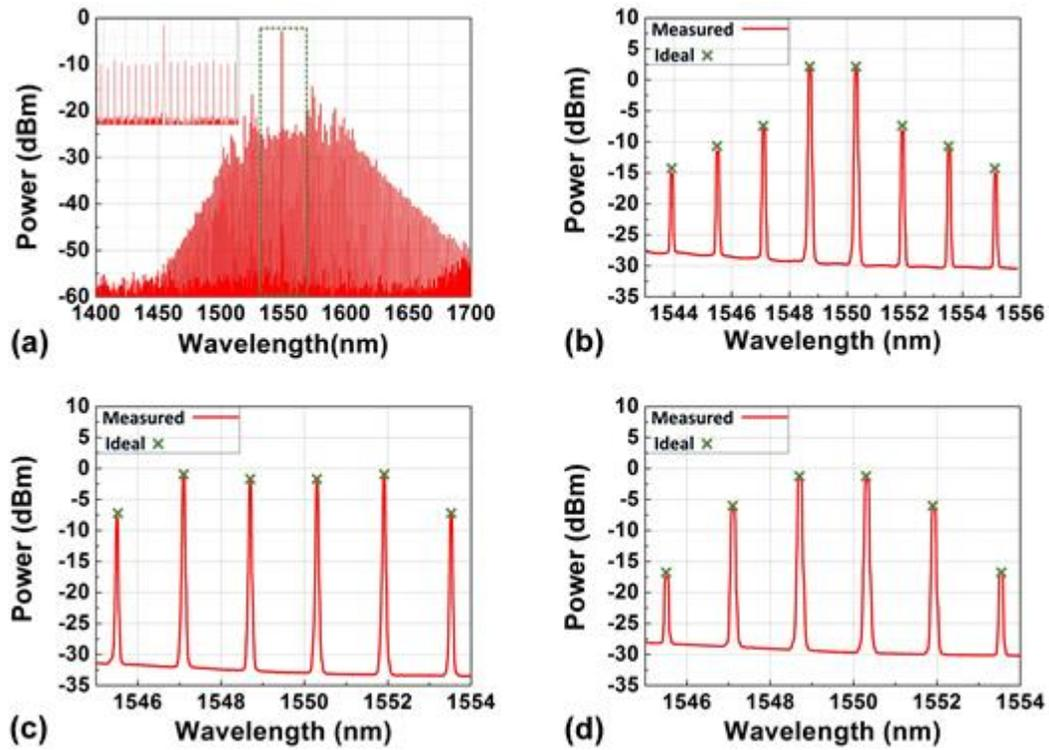 0
-10
-20
-30
-40
-50
-60
Power (dBm)
1400 1450 1500 1550 1600 1650 1700
Wavelength(nm)
(a)
Measured
Ideal ×
10
5
0
-5
-10
-15
-20
-25
-30
-35
Power (dBm)
1544 1546 1548 1550 1552 1554 1556
Wavelength (nm)
(b)
Measured
Ideal ×
10
5
0
-5
-10
-15
-20
-25
-30
-35
Power (dBm)
1546 1548 1550 1552 1554
Wavelength (nm)
(c)
Measured
Ideal ×
10
5
0
-5
-10
-15
-20
-25
-30
-35
Power (dBm)
1546 1548 1550 1552 1554
Wavelength (nm)
(d)